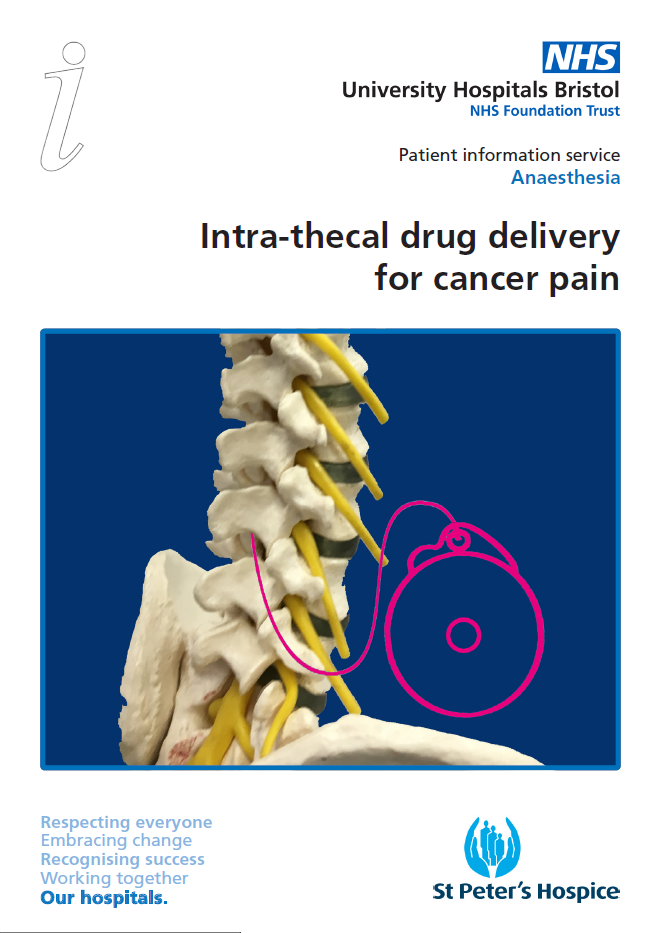 i
NHS
University Hospitals Bristol
NHS Foundation Trust
Patient information service
Anaesthesia
Intra-thecal drug delivery
for cancer pain
Respecting everyone
Embracing change
Recognising success
Working together
Our hospitals.
St Peter's Hospice